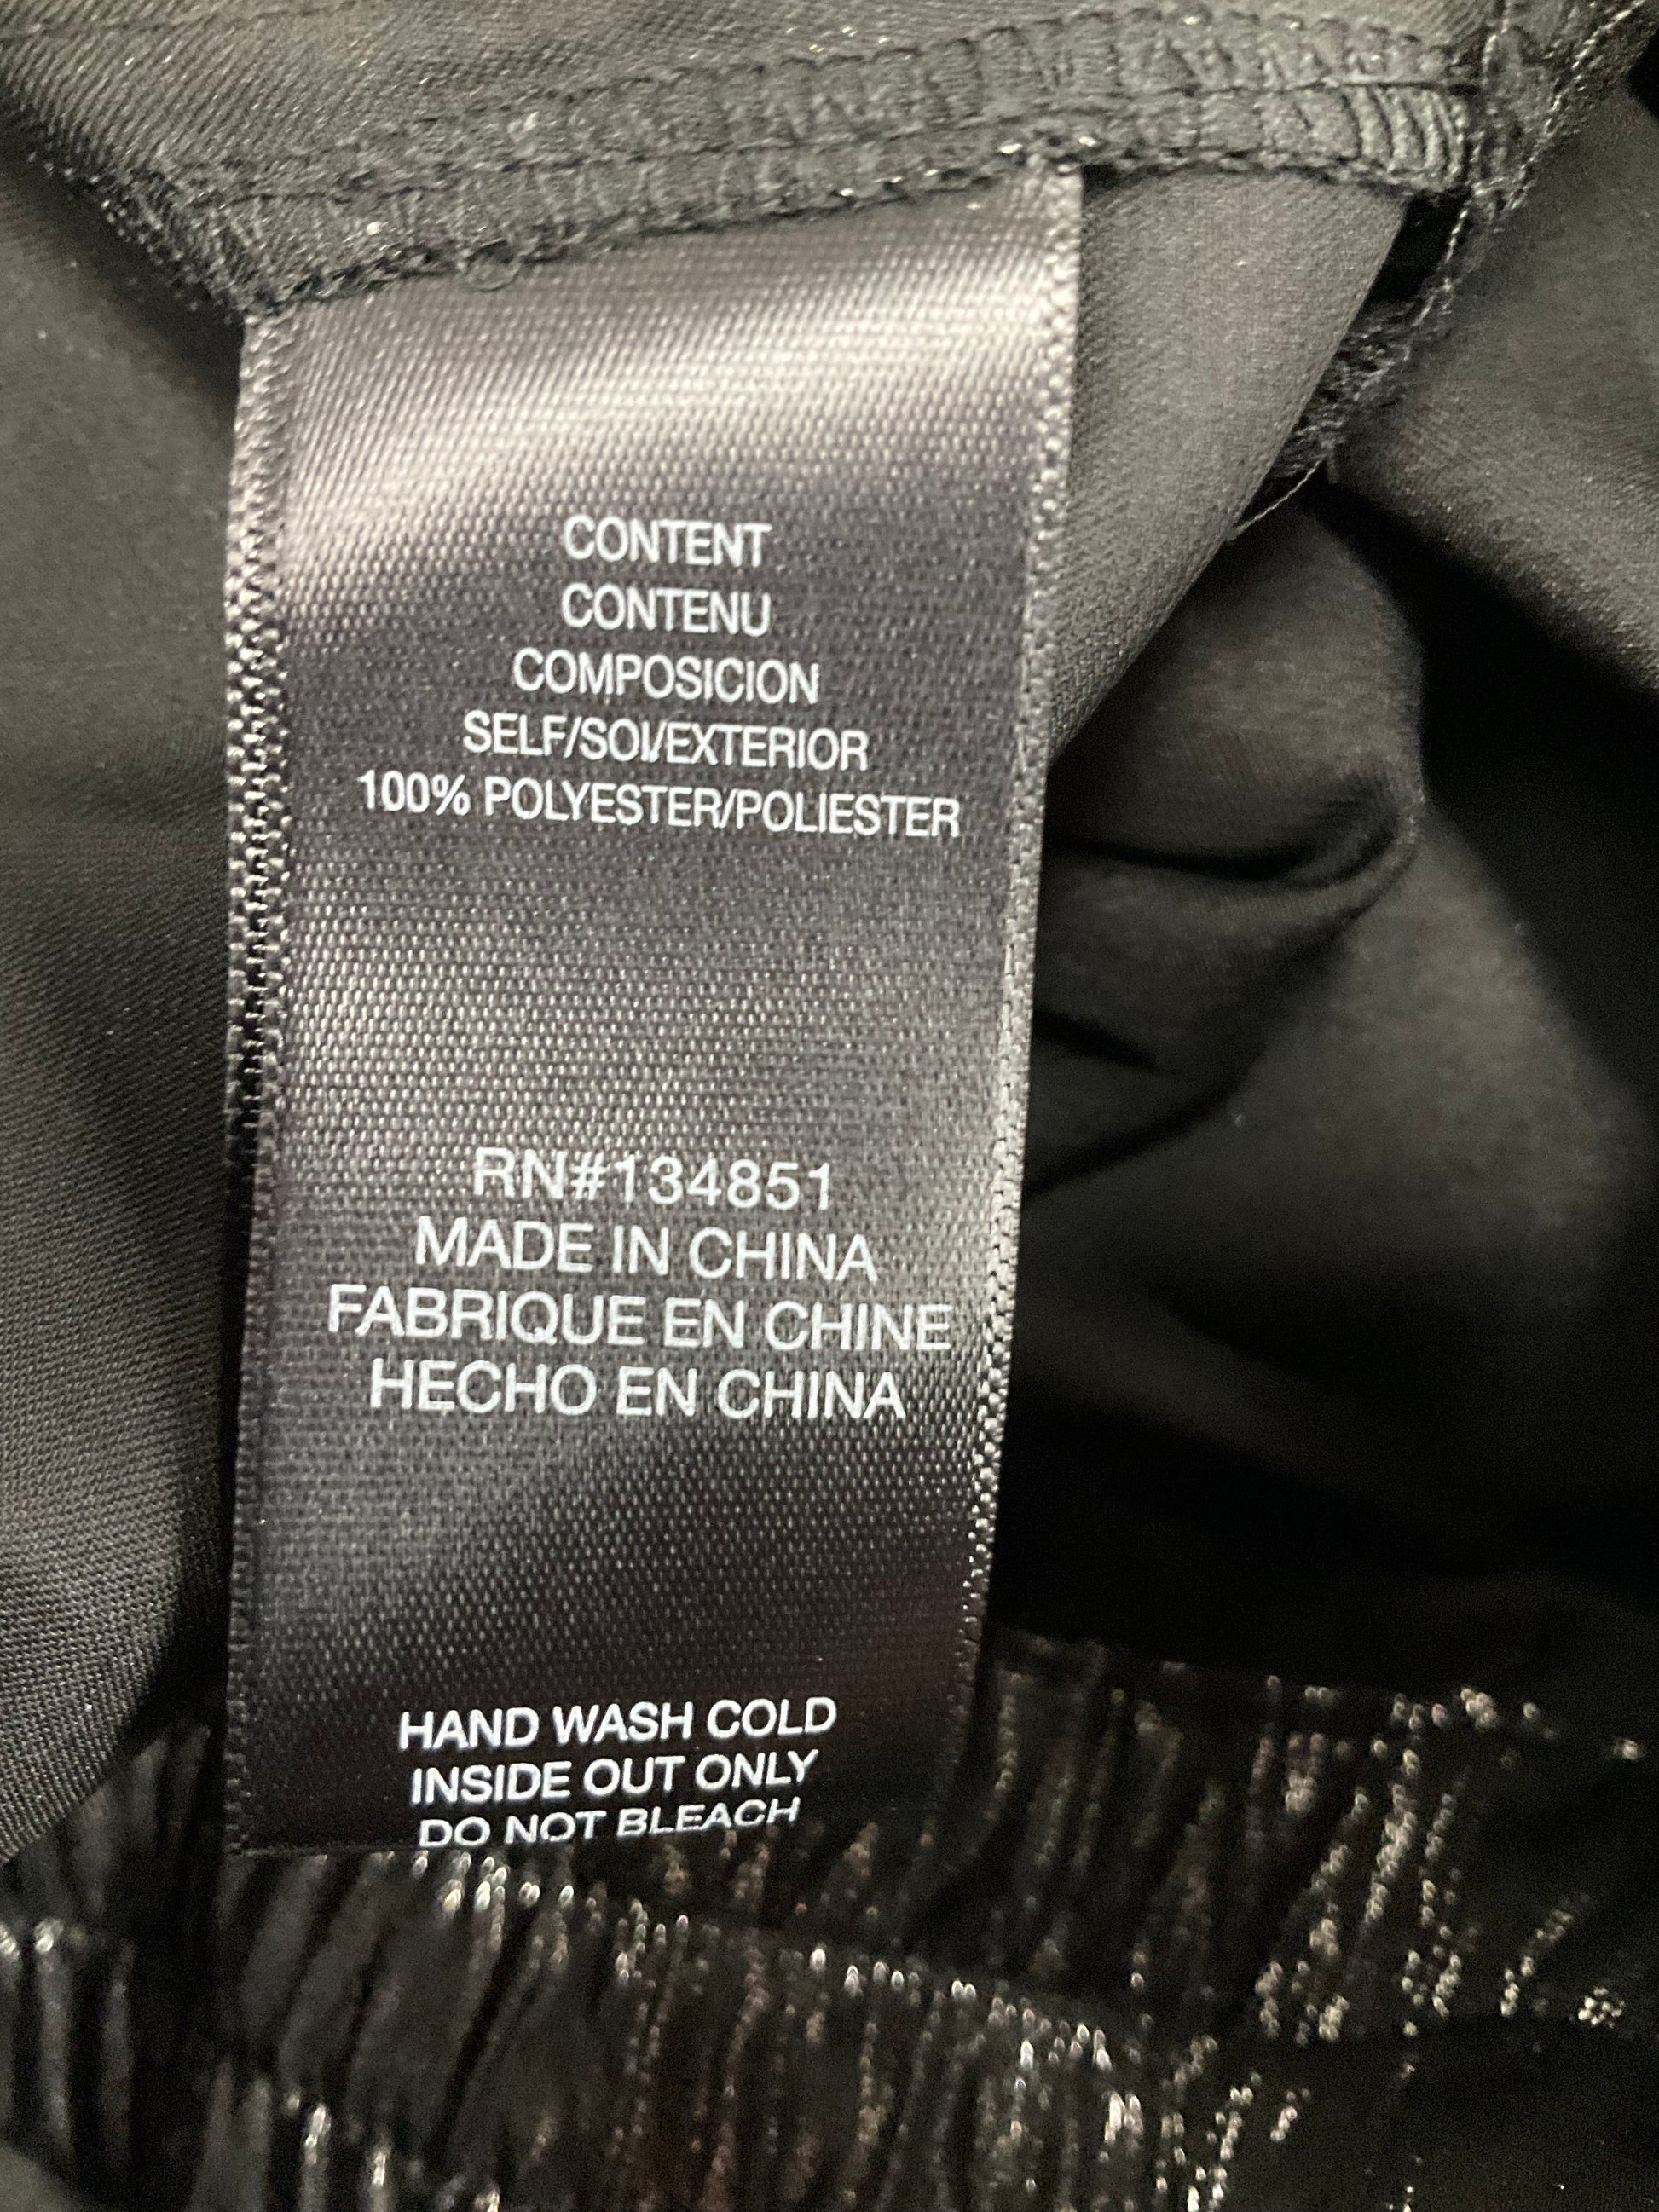 CONTENT
CONTENU
COMPOSICION
SELF/SOI/EXTERIOR
100% POLYESTER/POLIESTER
RN#134851
MADE IN CHINA
FABRIQUE EN CHINE
HECHO EN CHINA
HAND WASH COLD
INSIDE OUT ONLY
DO NOT BLEACH